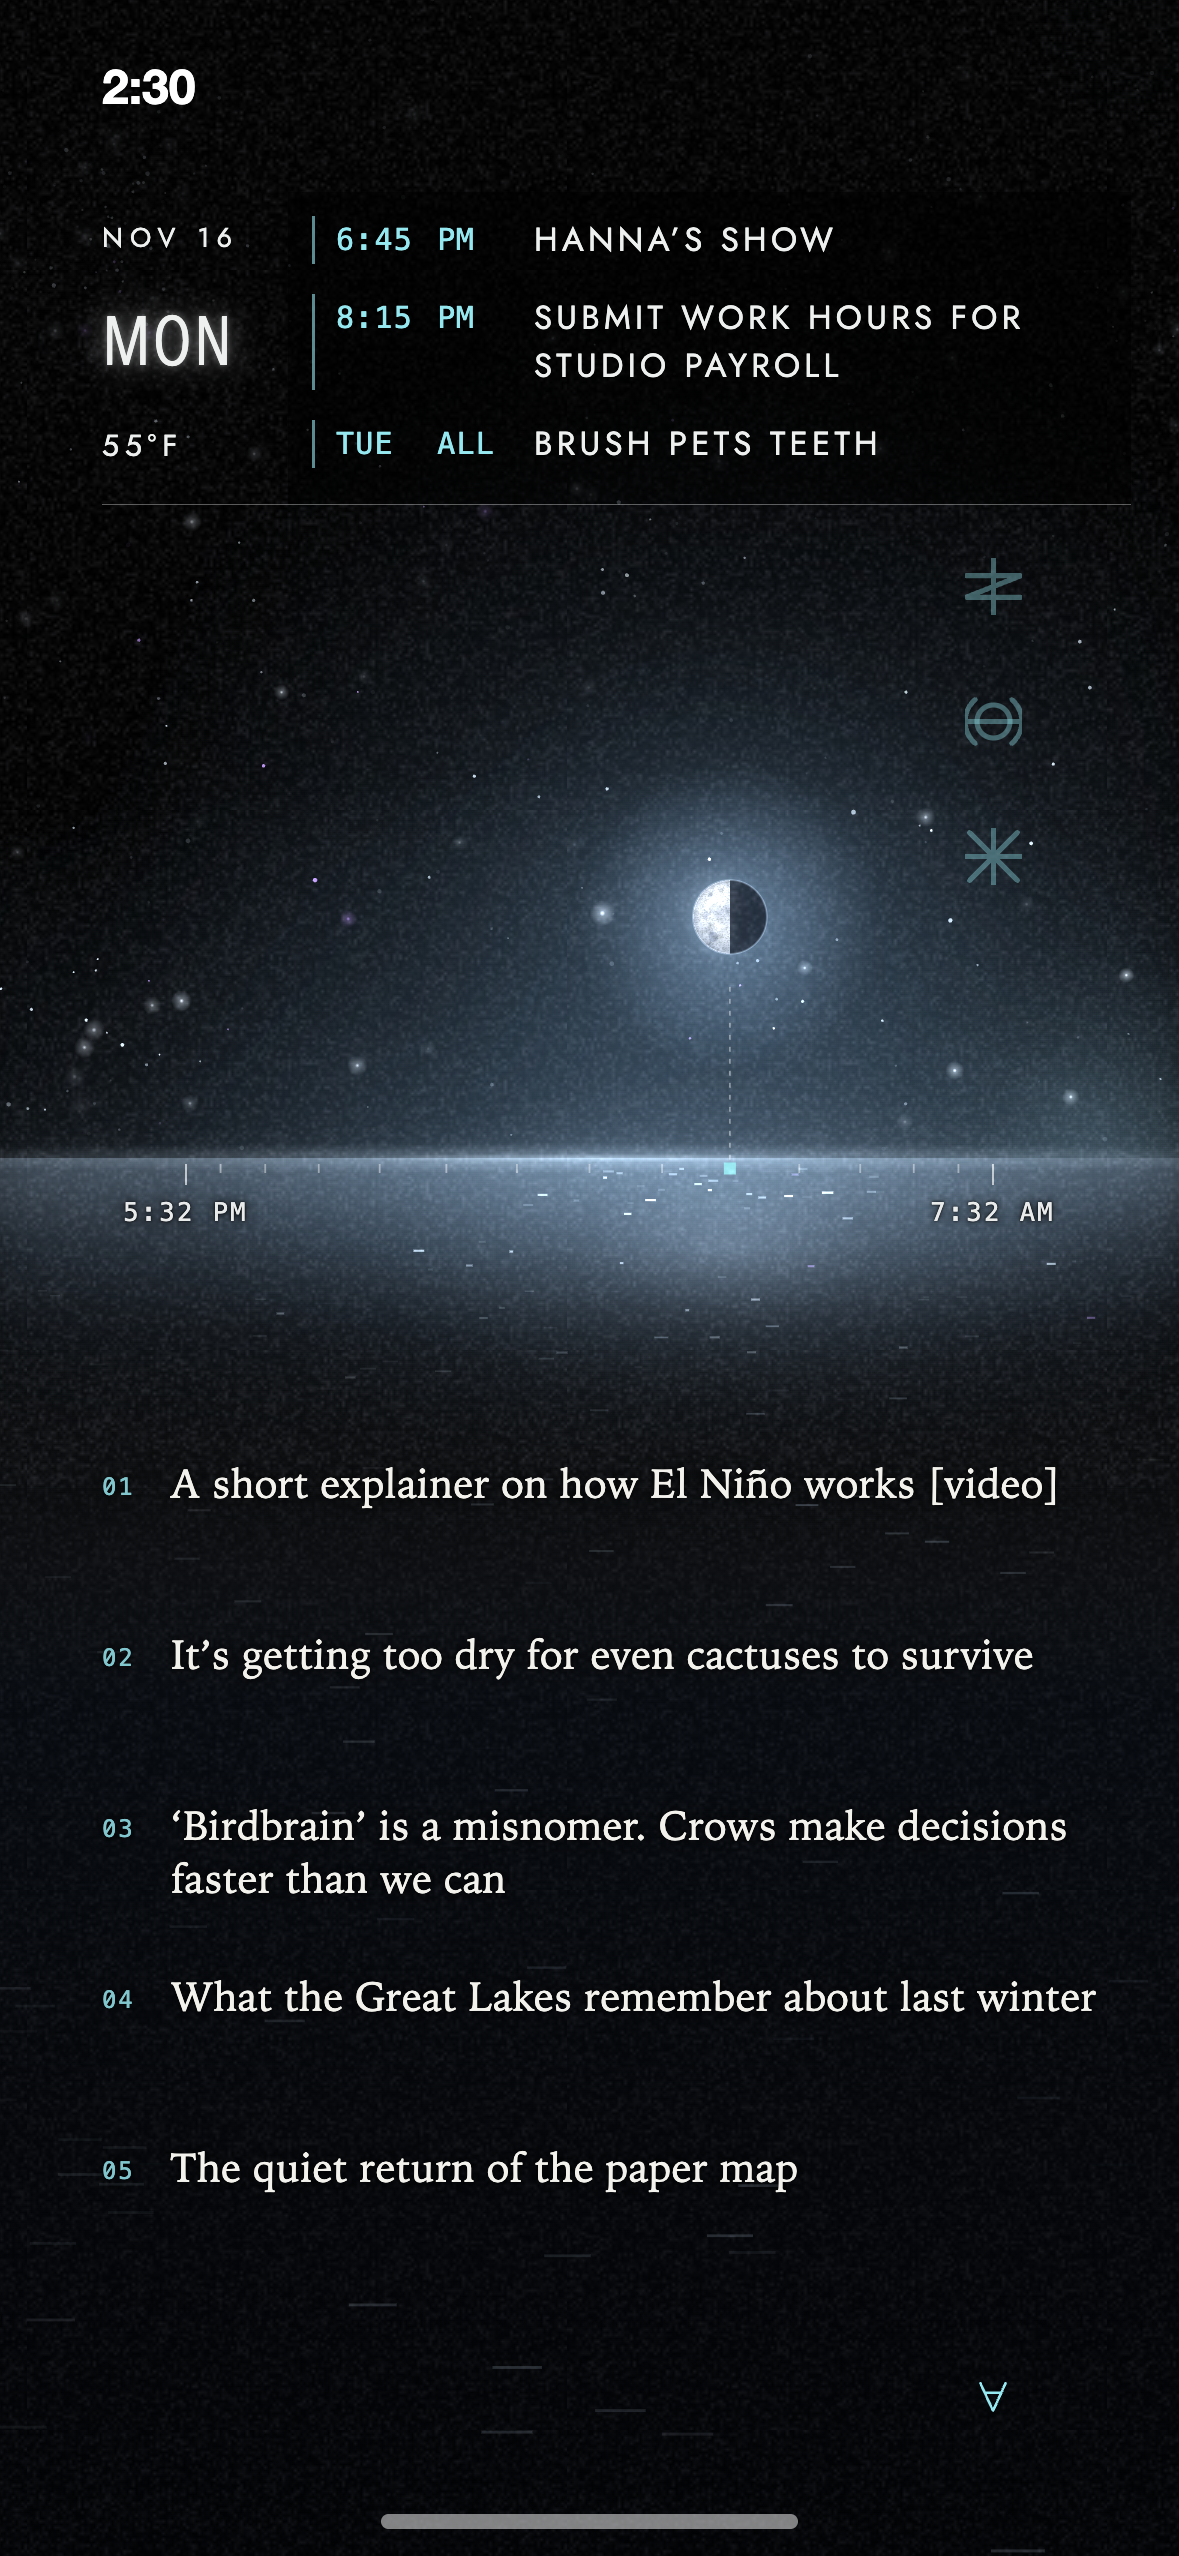 2:30
NOV 16
MON
55°F
6:45 PM HANNA’S SHOW
8:15 PM SUBMIT WORK HOURS FOR
STUDIO PAYROLL
TUE ALL BRUSH PETS TEETH
5:32 PM
7:32 AM
01 A short explainer on how El Niño works [video]
02 It’s getting too dry for even cactuses to survive
03 ‘Birdbrain’ is a misnomer. Crows make decisions
faster than we can
04 What the Great Lakes remember about last winter
05 The quiet return of the paper map